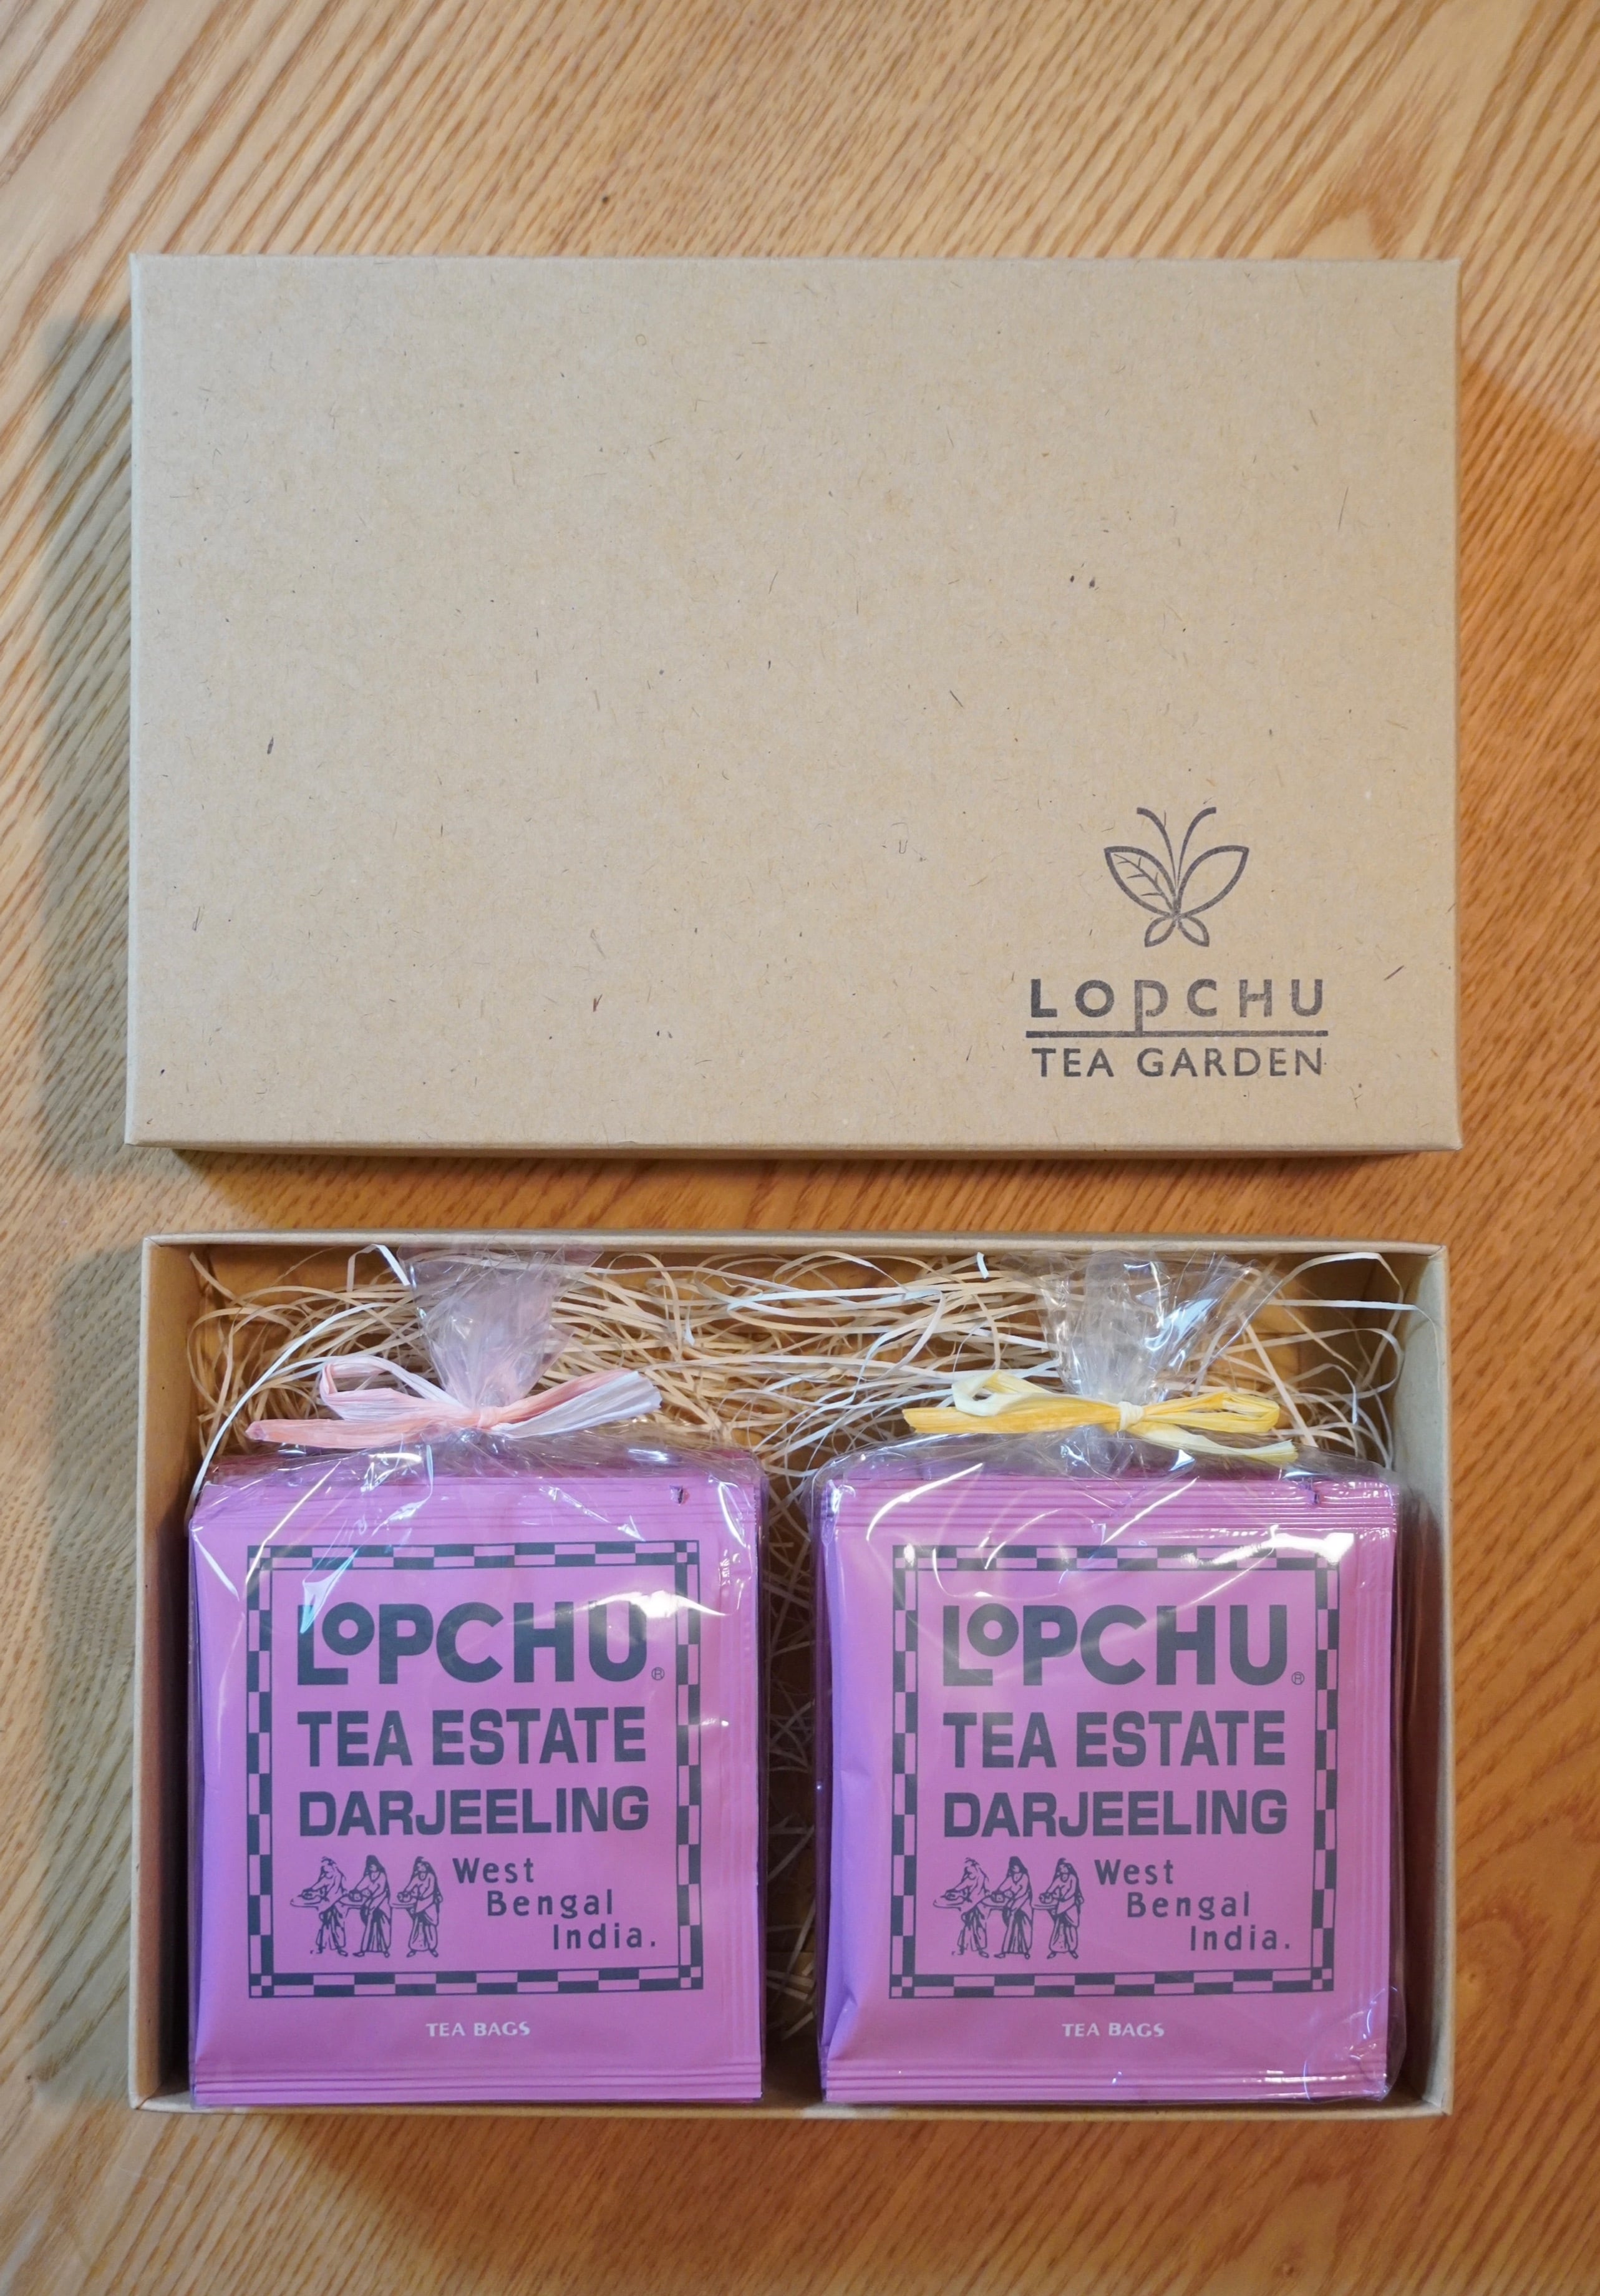 LOpCHU
TEA GARDEN
LoPCHU®
TEA ESTATE
DARJEELING
West
Bengal
India.
TEA BAGS
LoPCHU®
TEA ESTATE
DARJEELING
West
Bengal
India.
TEA BAGS